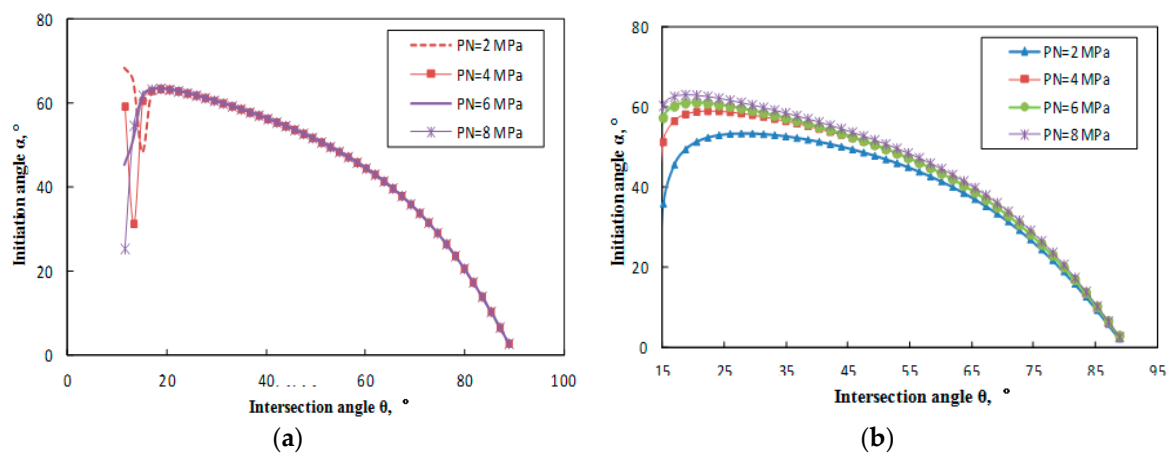 80
60
40
20
0
Initiation angle α, °
PN=2 MPa
PN=4 MPa
PN=6 MPa
PN=8 MPa
0 20 40 60 80 100
Intersection angle θ, °
(a)
80
60
40
20
0
Initiation angle α, °
PN=2 MPa
PN=4 MPa
PN=6 MPa
PN=8 MPa
15 25 35 45 55 65 75 85 95
Intersection angle θ, °
(b)